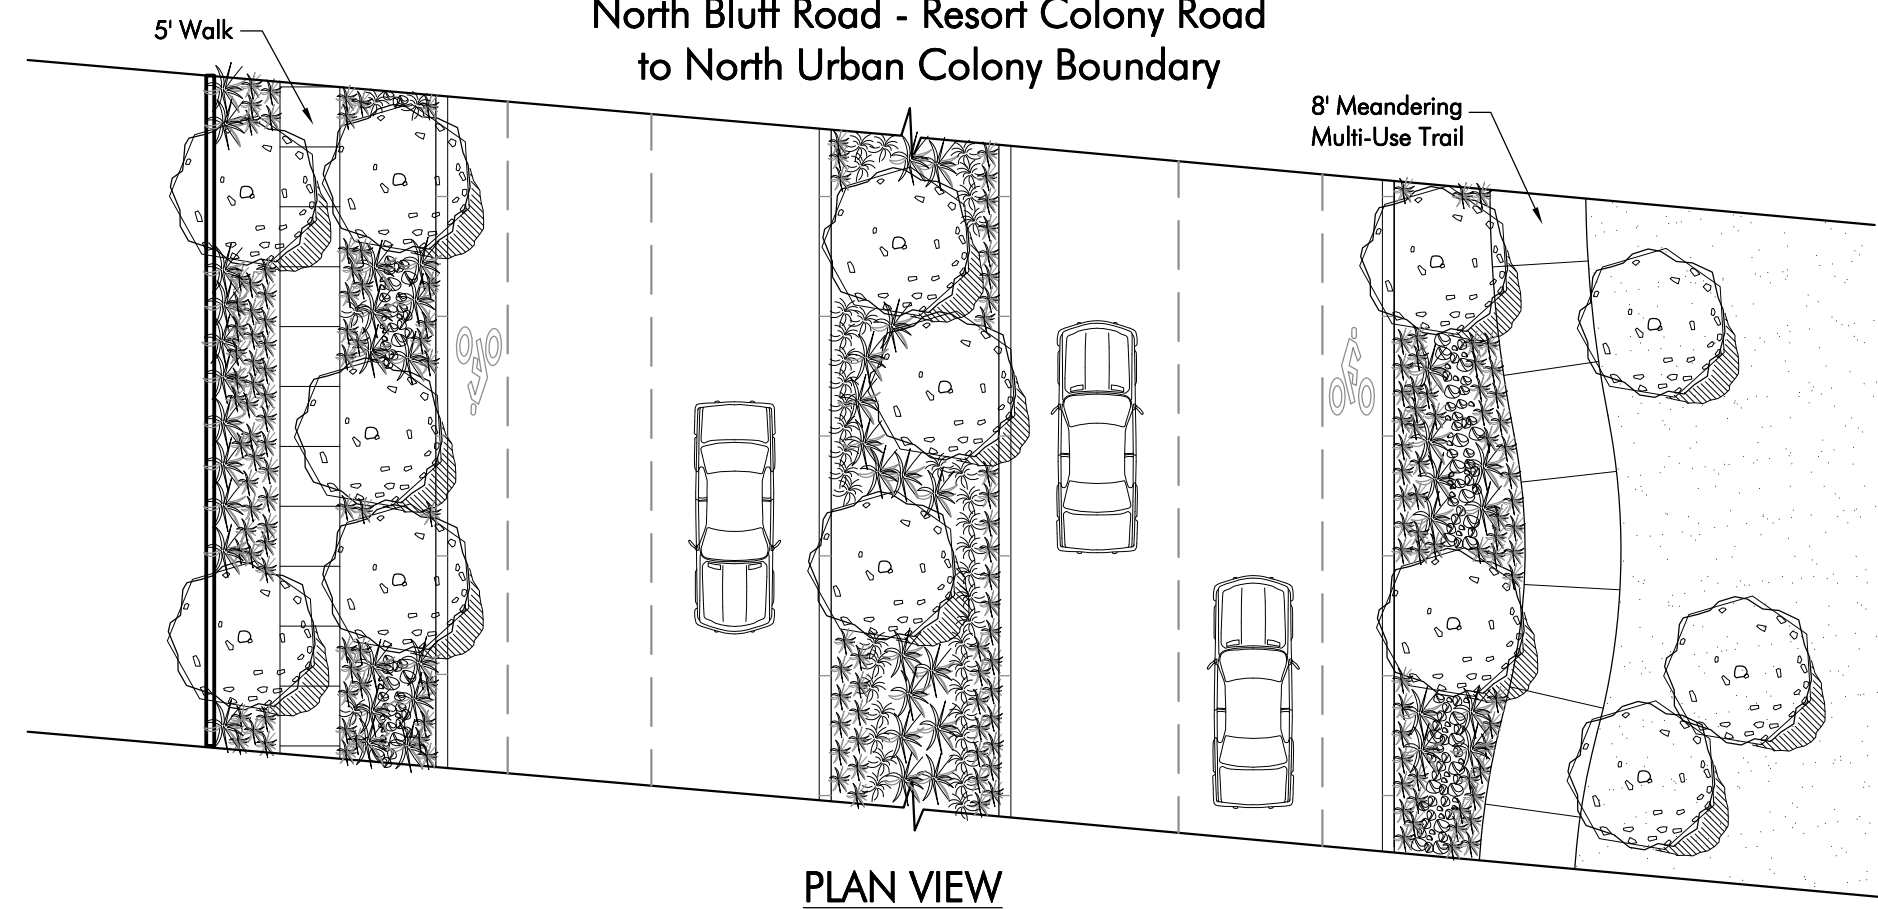 North Bluff Road - Resort Colony Road
to North Urban Colony Boundary
5' Walk
8' Meandering
Multi-Use Trail
PLAN VIEW